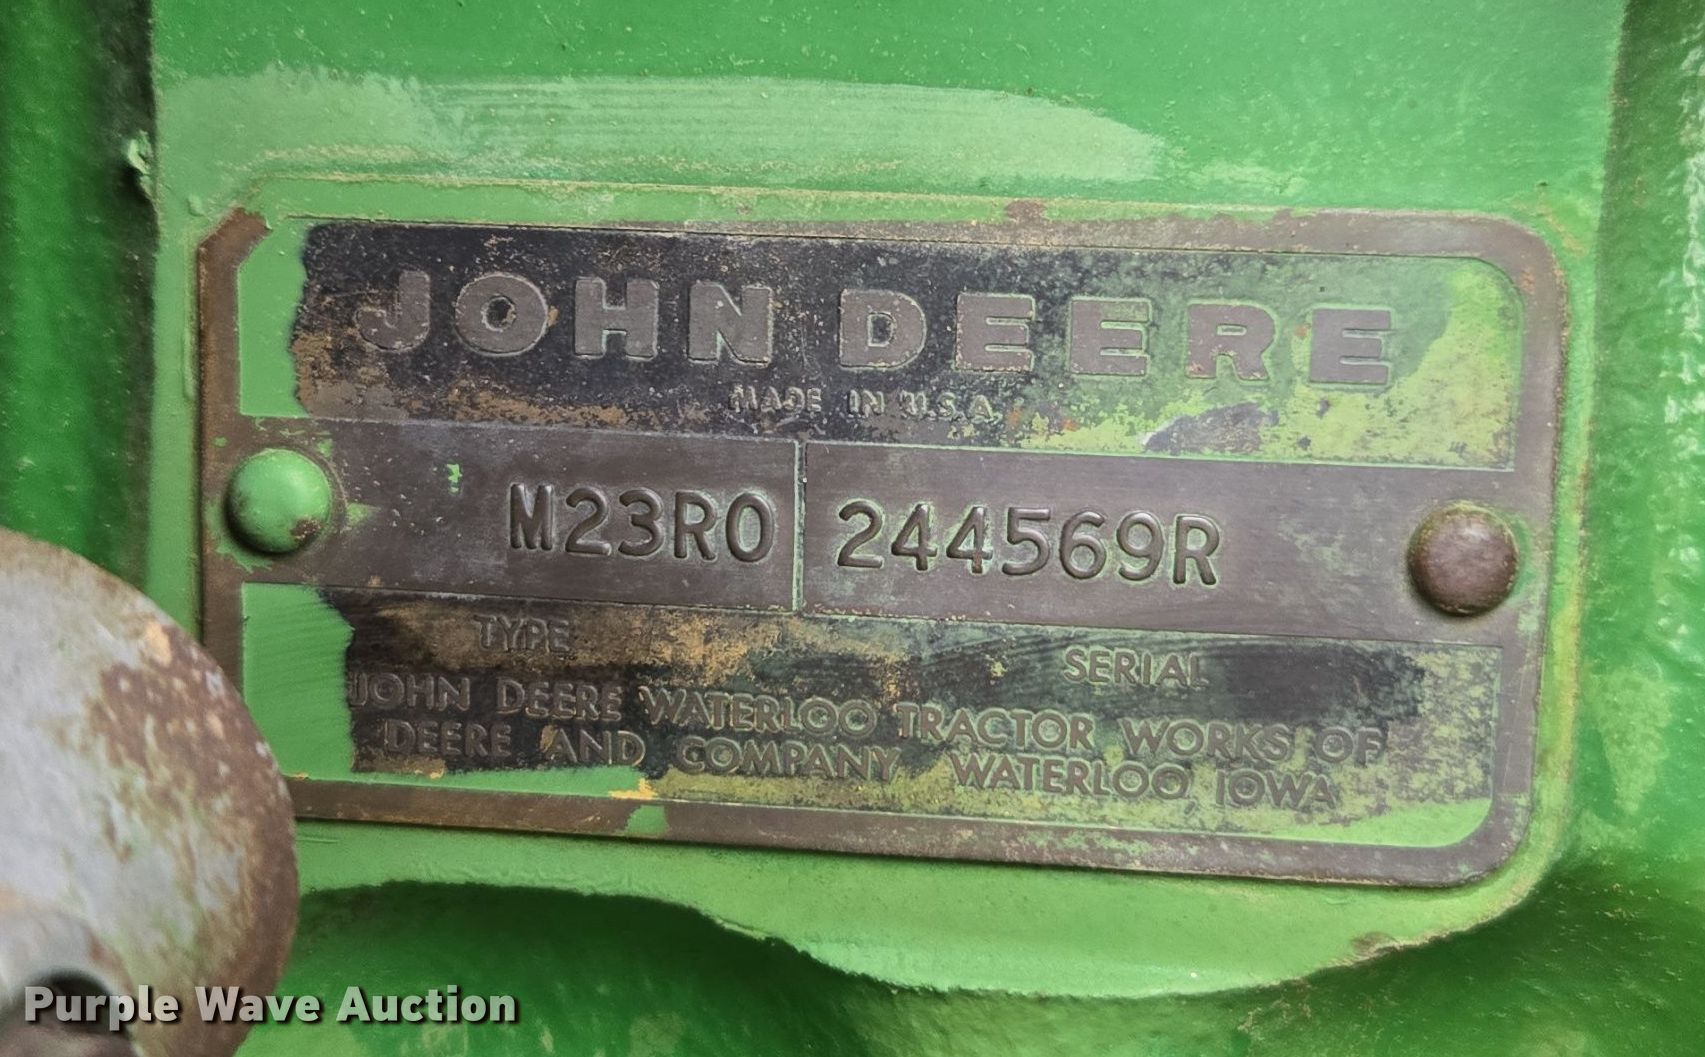 JOHN DEERE
MADE IN U.S.A.
M23RO 244569R
TYPE SERIAL
JOHN DEERE WATERLOO TRACTOR WORKS OF
DEERE AND COMPANY WATERLOO, IOWA
Purple Wave Auction